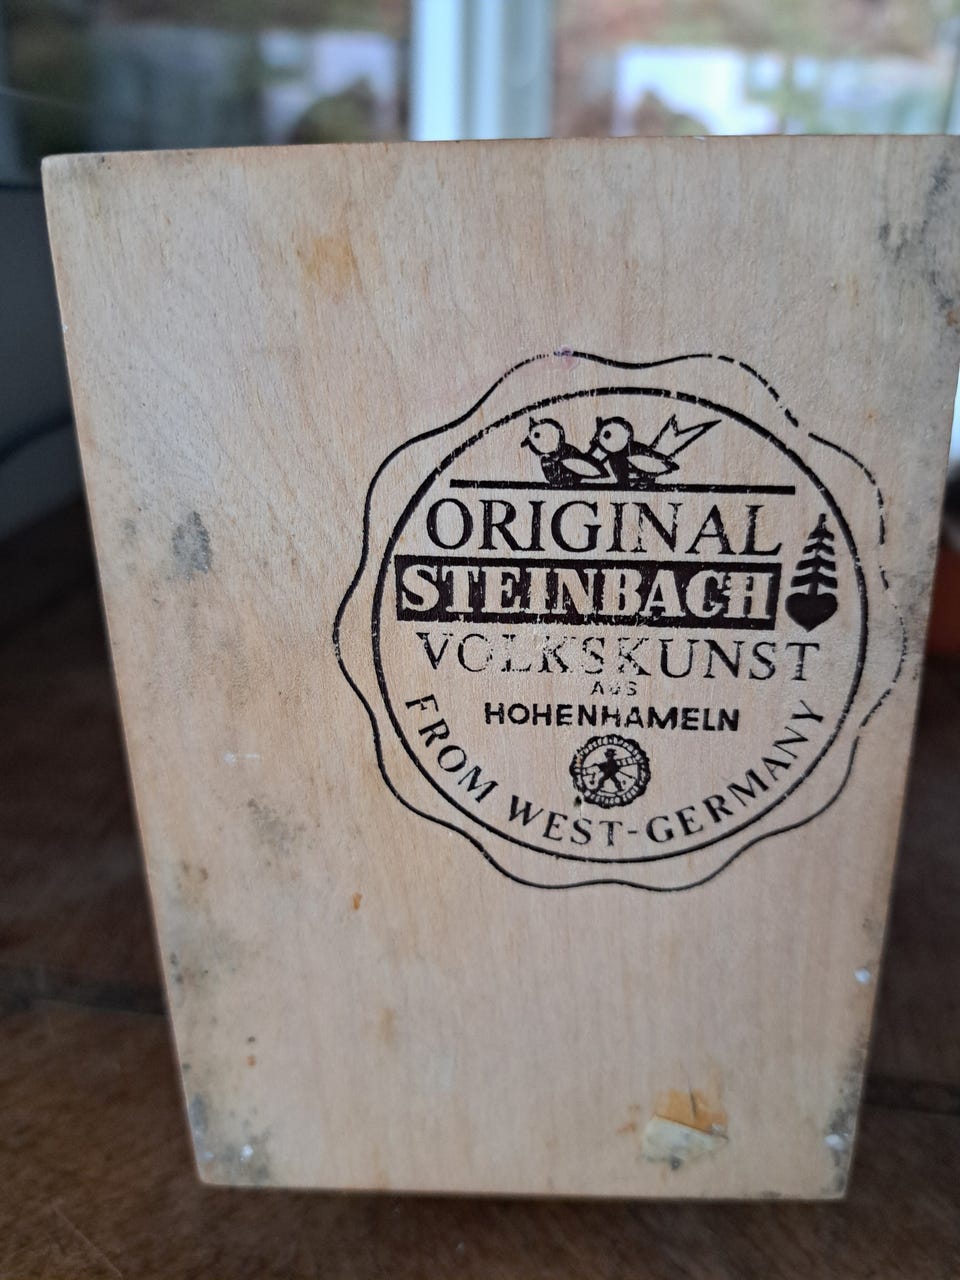 ORIGINAL
STEINBACH
VOLKSKUNST
AUS
HOHENHAMELN
FROM WEST-GERMANY